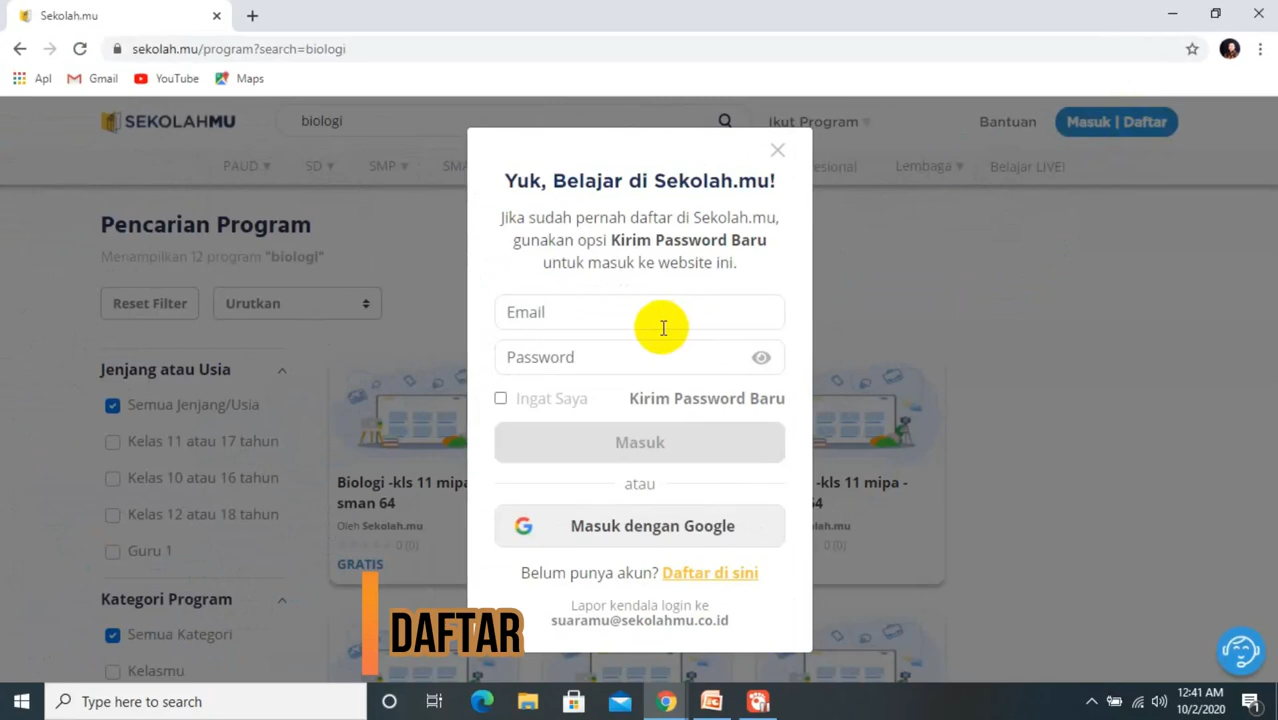 Sekolah.mu
sekolah.mu/program?search=biologi
Apl
Gmail
YouTube
Maps
SEKOLAHMU
biologi
Ikut Program
Bantuan
Masuk | Daftar
PAUD
SD
SMP
Lembaga
Belajar LIVE!
Pencarian Program
Menampilkan 12 program "biologi"
Reset Filter
Urutkan
Jenjang atau Usia
Semua Jenjang/Usia
Kelas 11 atau 17 tahun
Kelas 10 atau 16 tahun
Kelas 12 atau 18 tahun
Guru 1
Kategori Program
Semua Kategori
Kelasmu
Biologi -kls 11 mipa
sman 64
Oleh Sekolah.mu
0 (0)
GRATIS
Yuk, Belajar di Sekolah.mu!
Jika sudah pernah daftar di Sekolah.mu,
gunakan opsi Kirim Password Baru
untuk masuk ke website ini.
Email
Password
Ingat Saya
Kirim Password Baru
Masuk
atau
Masuk dengan Google
Belum punya akun? Daftar di sini
Lapor kendala login ke
suaramu@sekolahmu.co.id
kls 11 mipa -
0 (0)
DAFTAR
Type here to search
12:41 AM
10/2/2020
1